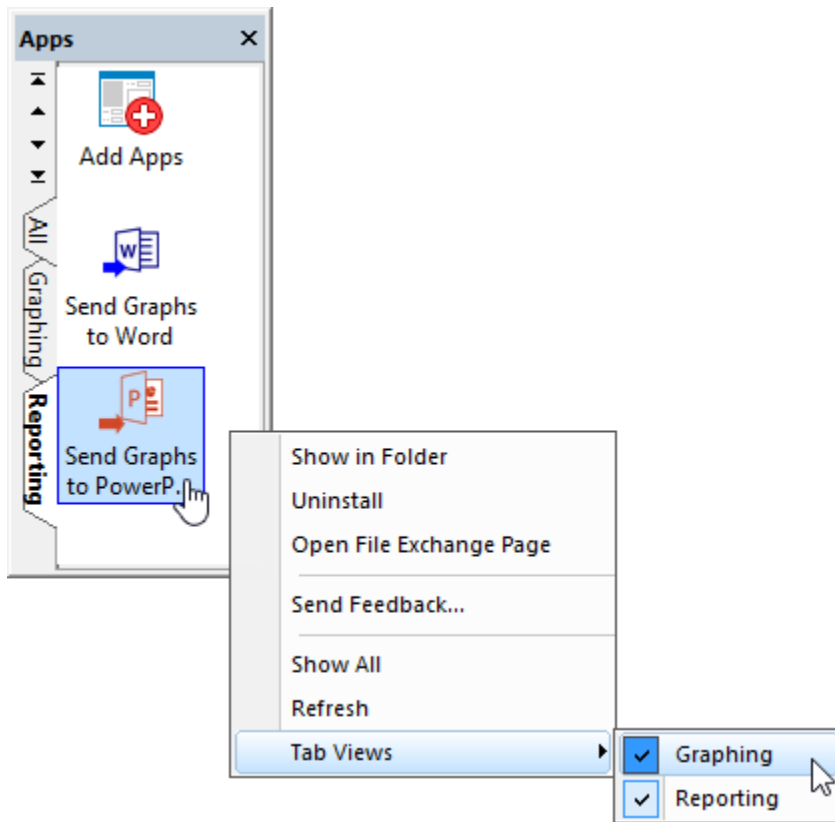 Apps
Add Apps
Send Graphs
to Word
Send Graphs
to PowerP...
All
Graphing
Reporting
Show in Folder
Uninstall
Open File Exchange Page
Send Feedback...
Show All
Refresh
Tab Views
Graphing
Reporting